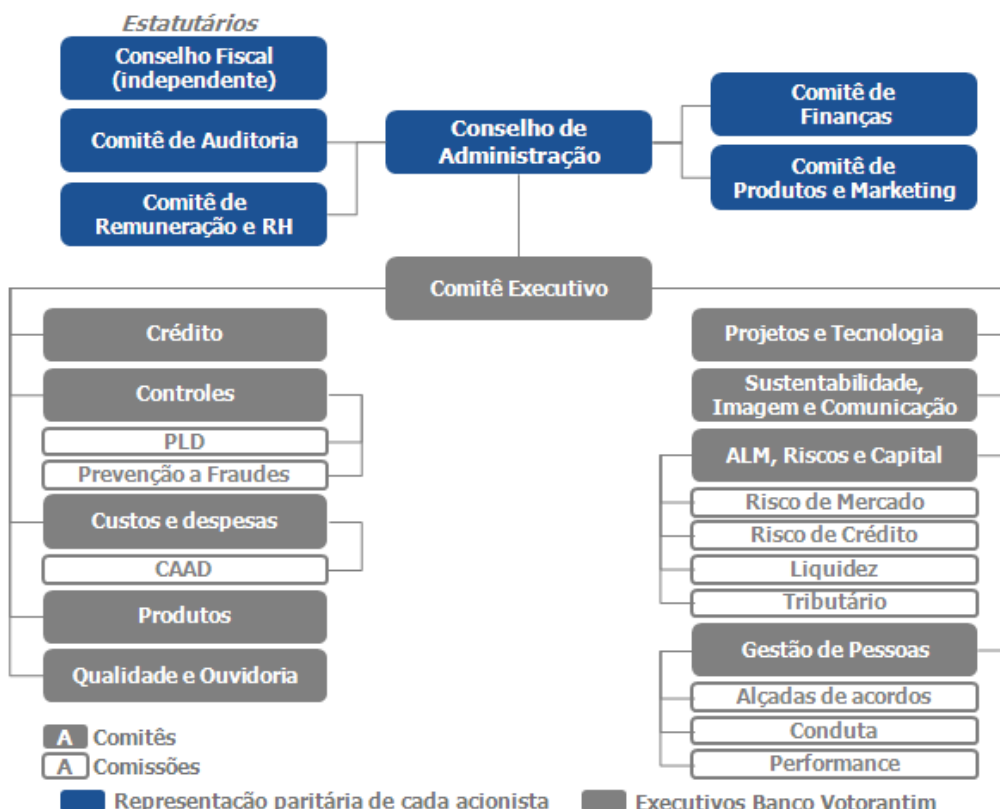 Estatutários
Conselho Fiscal
(independente)
Comitê de Auditoria
Comitê de
Remuneração e RH
Conselho de
Administração
Comitê de
Finanças
Comitê de
Produtos e Marketing
Comitê Executivo
Crédito
Controles
PLD
Prevenção a Fraudes
Custos e despesas
CAAD
Produtos
Qualidade e Ouvidoria
Projetos e Tecnologia
Sustentabilidade,
Imagem e Comunicação
ALM, Riscos e Capital
Risco de Mercado
Risco de Crédito
Liquidez
Tributário
Gestão de Pessoas
Alçadas de acordos
Conduta
Performance
A Comitês
A Comissões
Representação paritária de cada acionista
Executivos Banco Votorantim